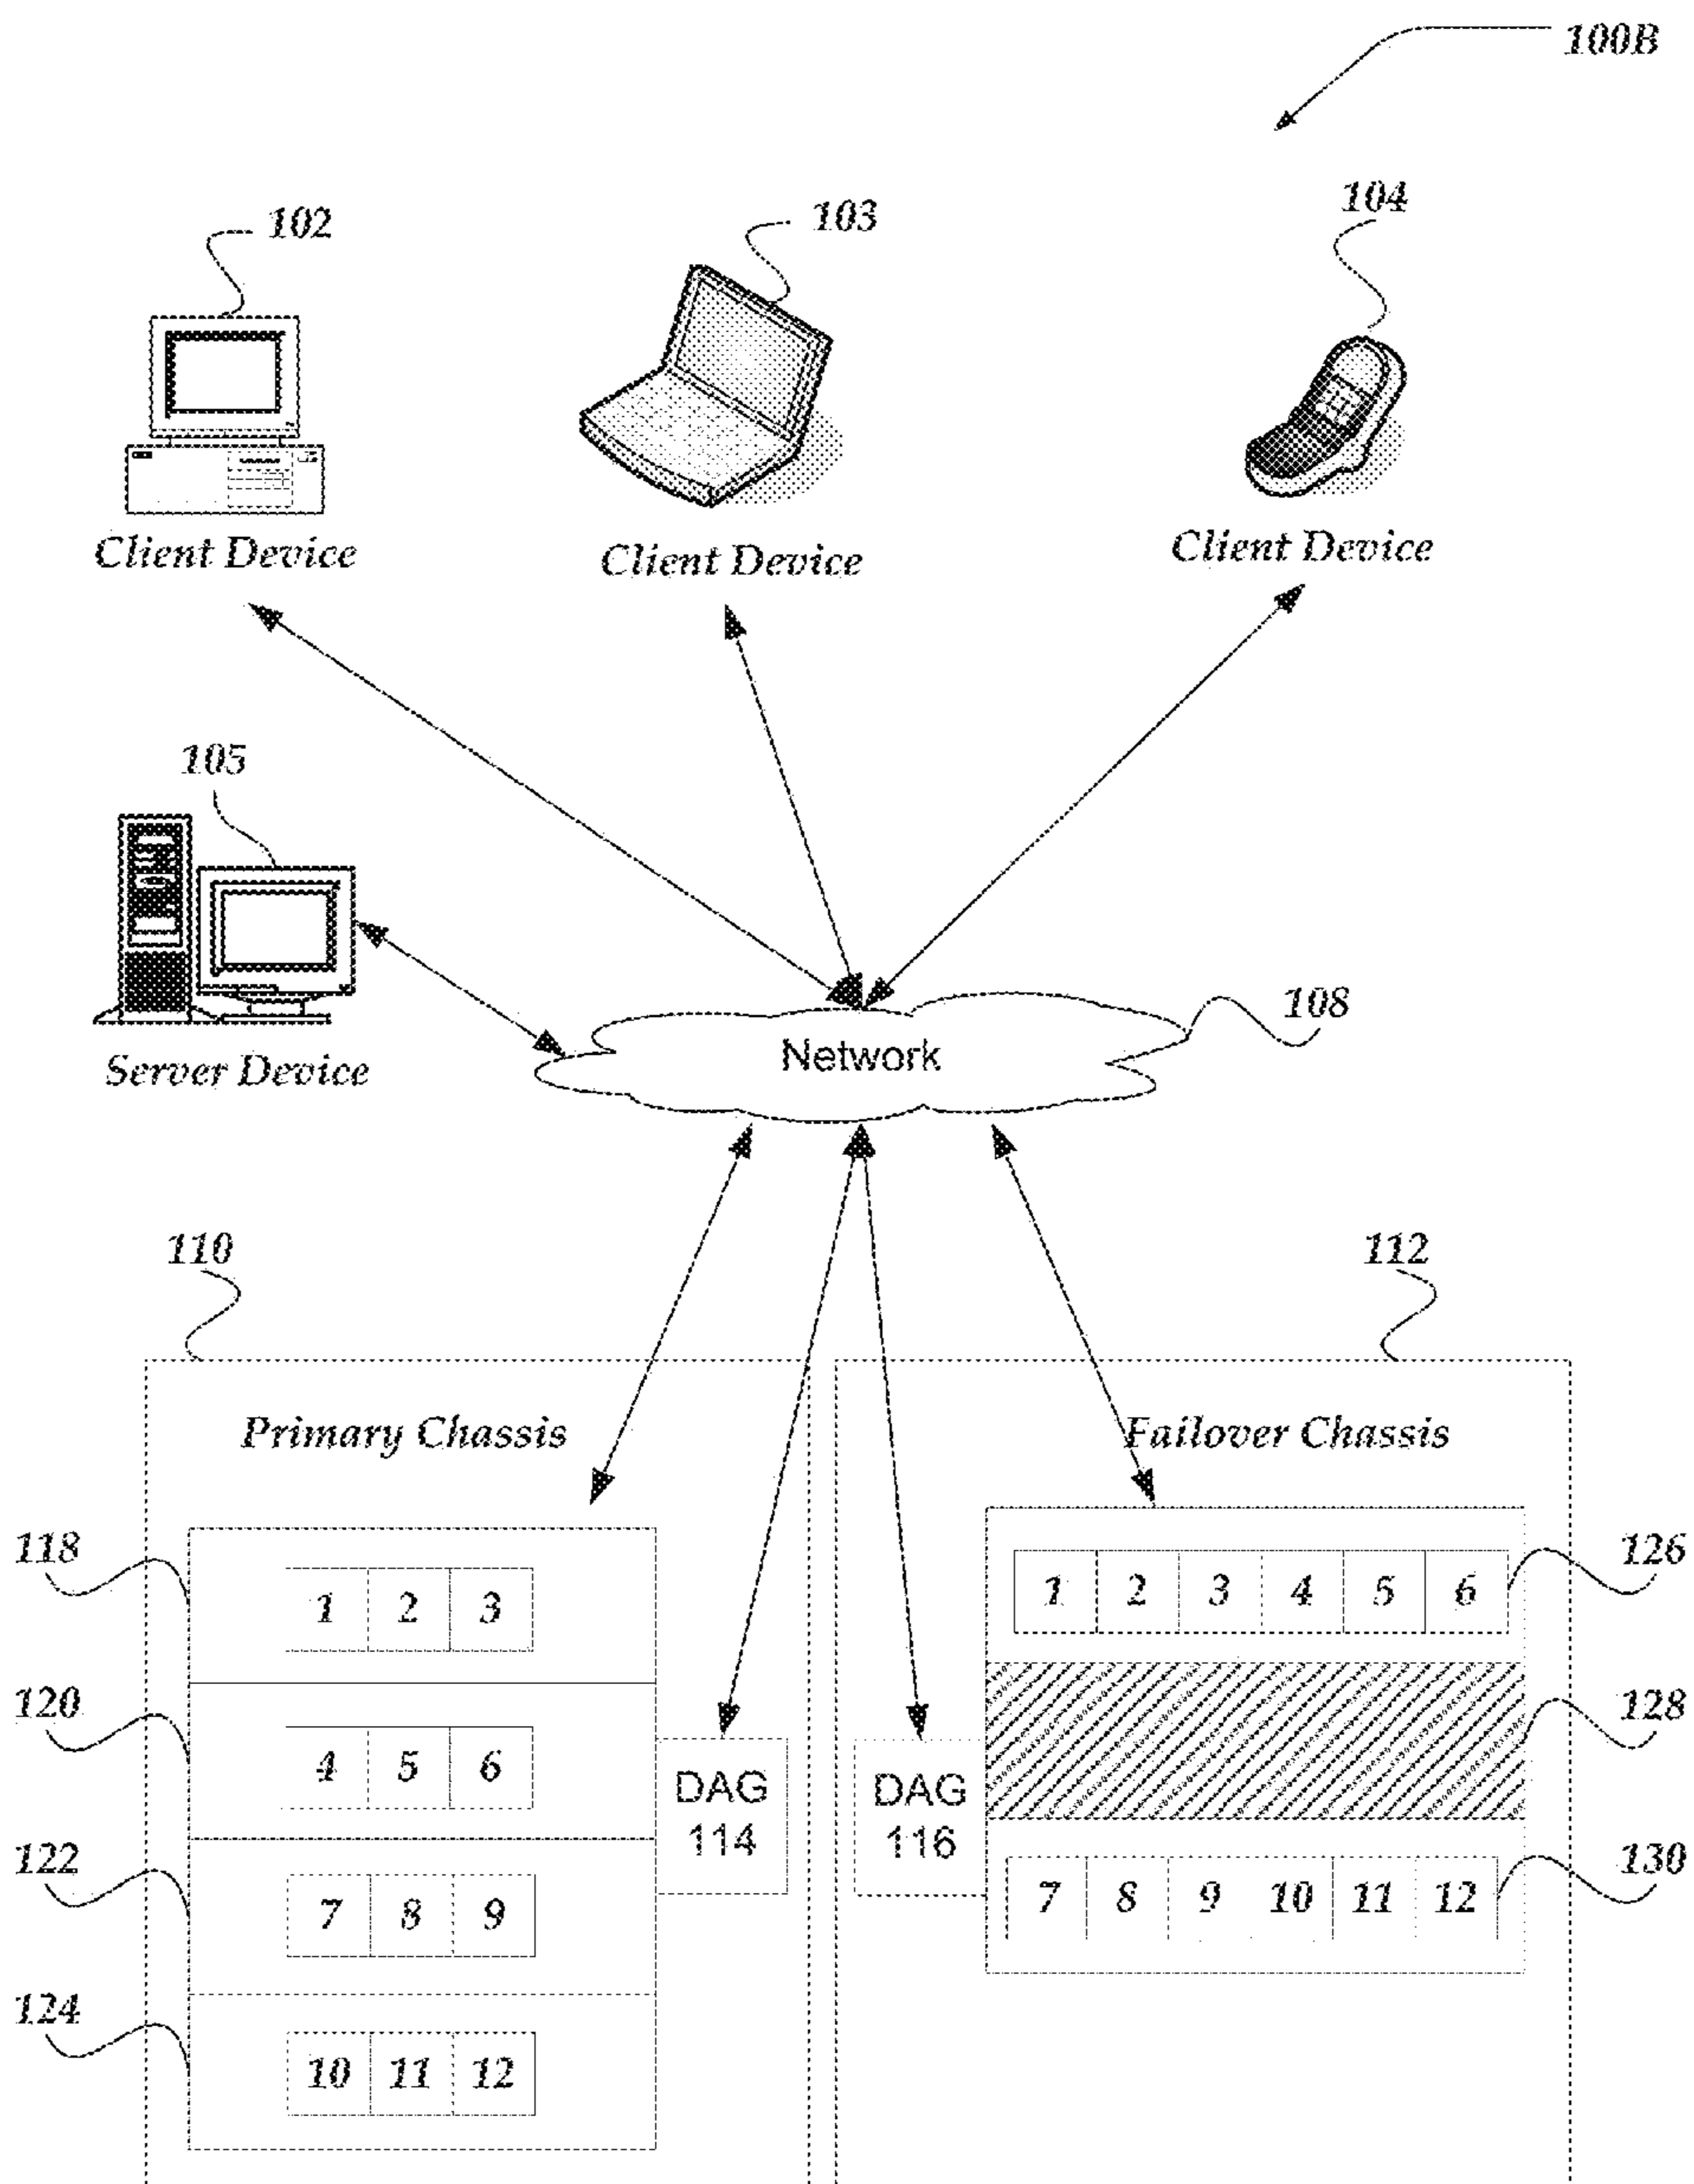 100B
102
103
104
Client Device
Client Device
Client Device
105
Server Device
108
Network
110
112
Primary Chassis
Failover Chassis
118
1 2 3
120
4 5 6
122
7 8 9
124
10 11 12
DAG
114
DAG
116
1 2 3 4 5 6
126
128
7 8 9 10 11 12
130